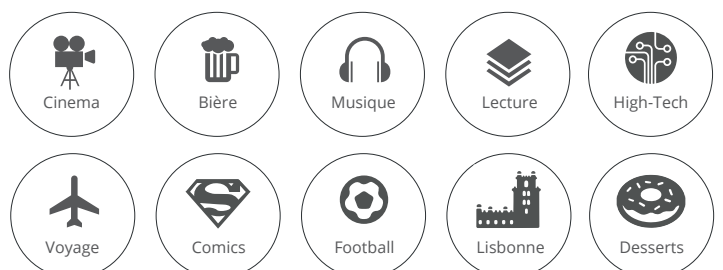 Cinema
Bière
Musique
Lecture
High-Tech
Voyage
Comics
Football
Lisbonne
Desserts